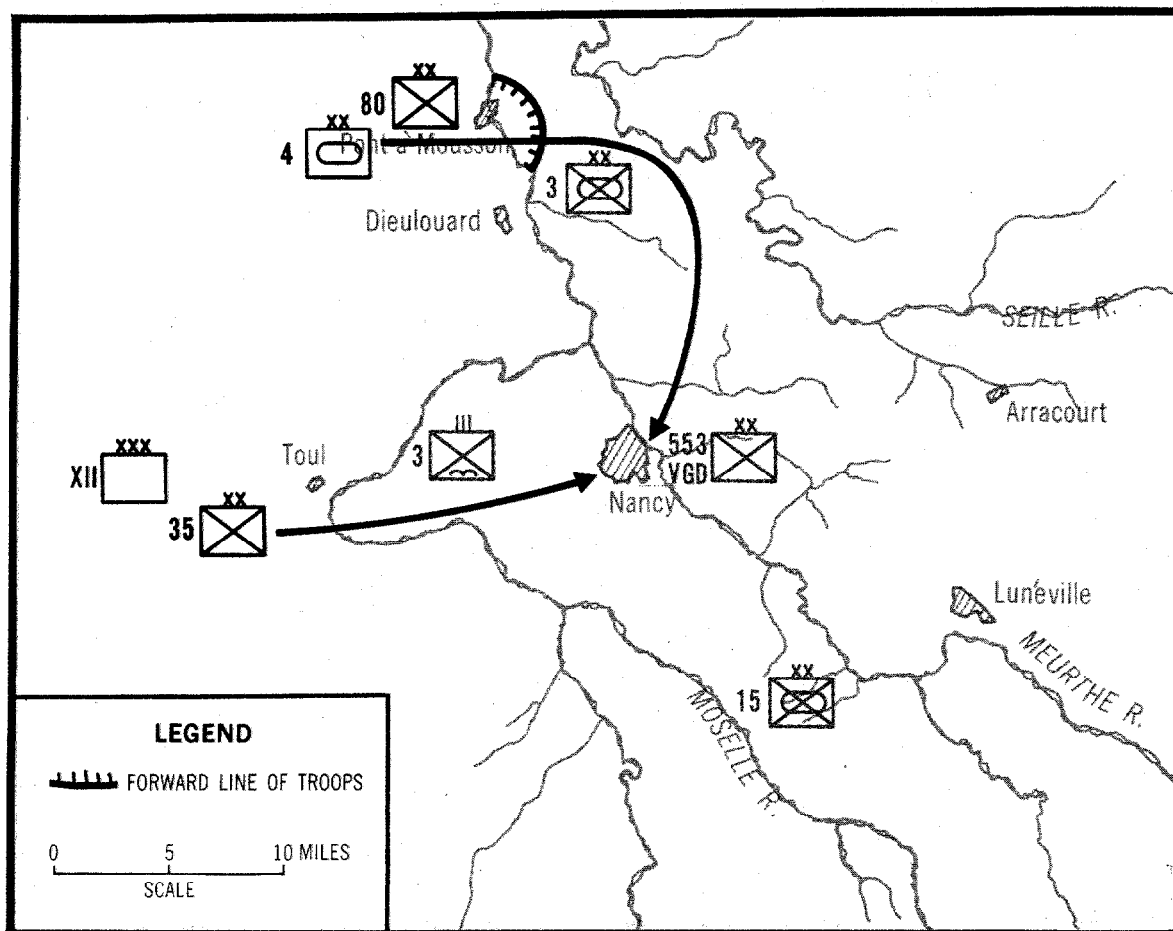 XX
80
XX
4
Pont à Mousson
XX
3
Dieulouard
SEILLE R.
Arracourt
III
3
XXX
XII
Toul
XX
35
XX
553
VGD
Nancy
Lunéville
MEURTHE R.
XX
15
MOSELLE R.
LEGEND
FORWARD LINE OF TROOPS
0 5 10 MILES
SCALE